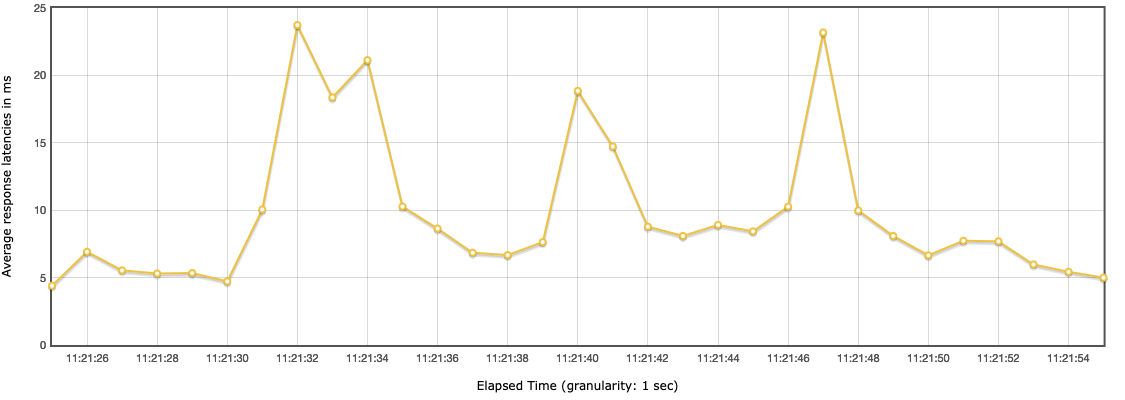 25
20
15
10
5
0
Average response latencies in ms
11:21:26 11:21:28 11:21:30 11:21:32 11:21:34 11:21:36 11:21:38 11:21:40 11:21:42 11:21:44 11:21:46 11:21:48 11:21:50 11:21:52 11:21:54
Elapsed Time (granularity: 1 sec)